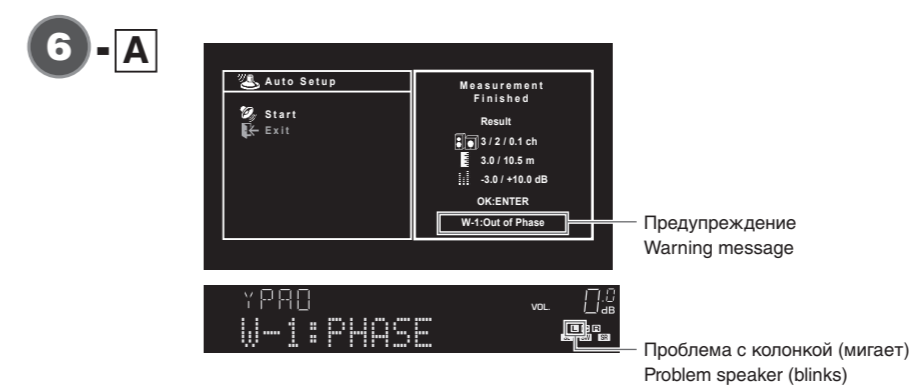 6-A
Auto Setup
Start
Exit
Measurement
Finished
Result
3 / 2 / 0.1 ch
3.0 / 10.5 m
-3.0 / +10.0 dB
OK:ENTER
W-1:Out of Phase
Предупреждение
Warning message
YPAO
VOL. 0.0 dB
W-1:PHASE
L R
Проблема с колонкой (мигает)
Problem speaker (blinks)